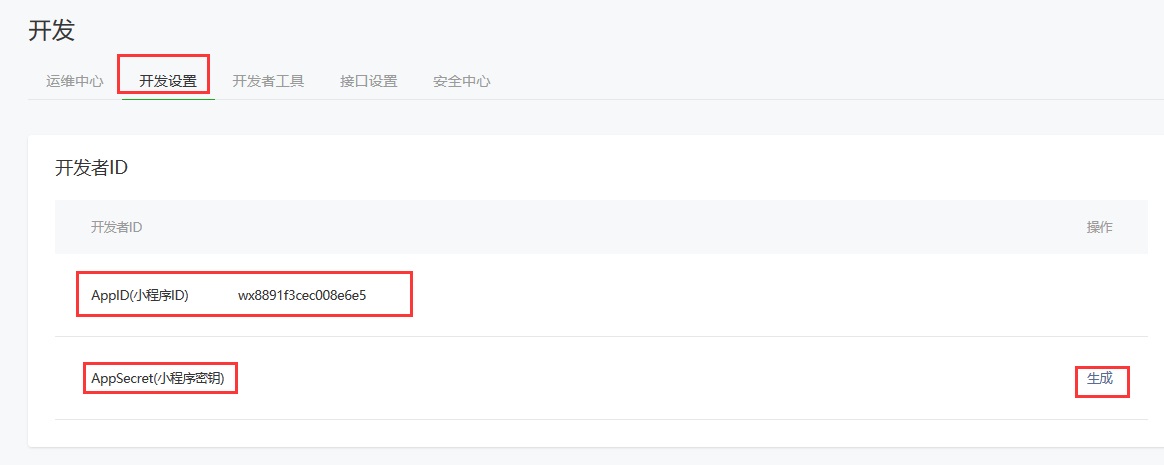 开发
运维中心 开发设置 开发者工具 接口设置 安全中心
开发者ID
开发者ID 操作
AppID(小程序ID) wx8891f3cec008e6e5
AppSecret(小程序密钥) 生成